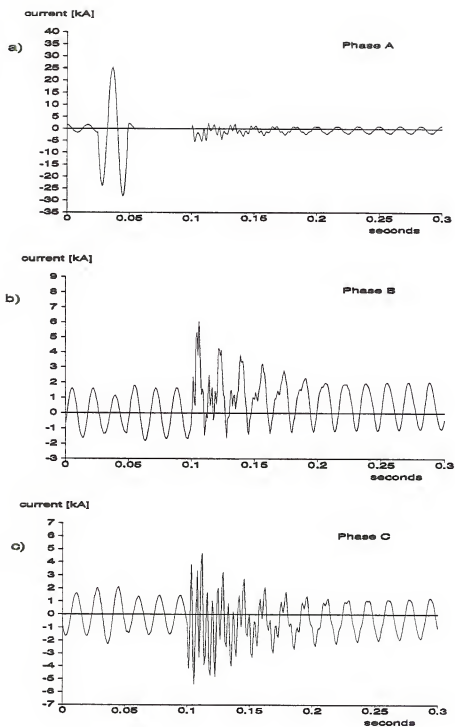 current [kA]
a)
Phase A
40
35
30
25
20
15
10
5
0
-5
-10
-15
-20
-25
-30
-35
0 0.05 0.1 0.15 0.2 0.25 0.3
seconds
current [kA]
b)
Phase B
9
8
7
6
5
4
3
2
1
0
-1
-2
-3
0 0.05 0.1 0.15 0.2 0.25 0.3
seconds
current [kA]
c)
Phase C
7
6
5
4
3
2
1
0
-1
-2
-3
-4
-5
-6
-7
0 0.05 0.1 0.15 0.2 0.25 0.3
seconds